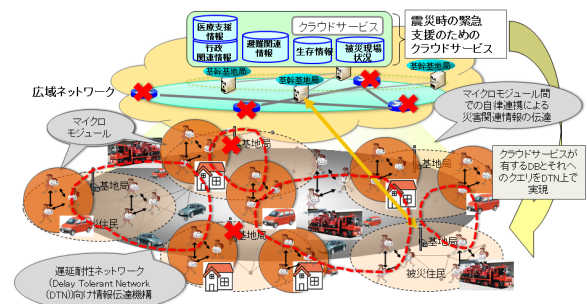 医療支援
情報
行政
関連情報
避難関連
情報
クラウドサービス
生存情報
被災現場
状況
震災時の緊急
支援のための
クラウドサービス
基幹基地局
基幹基地局
基幹基地局
広域ネットワーク
マイクロモジュール間
での自律連携による
災害関連情報の伝達
マイクロ
モジュール
クラウドサービスが
有するDBとそれへ
のクエリをDTN上で
実現
基地局
基地局
基地局
基地局
基地局
災住民
被災住民
遅延耐性ネットワーク
(Delay Tolerant Network
(DTN))向け情報伝達機構